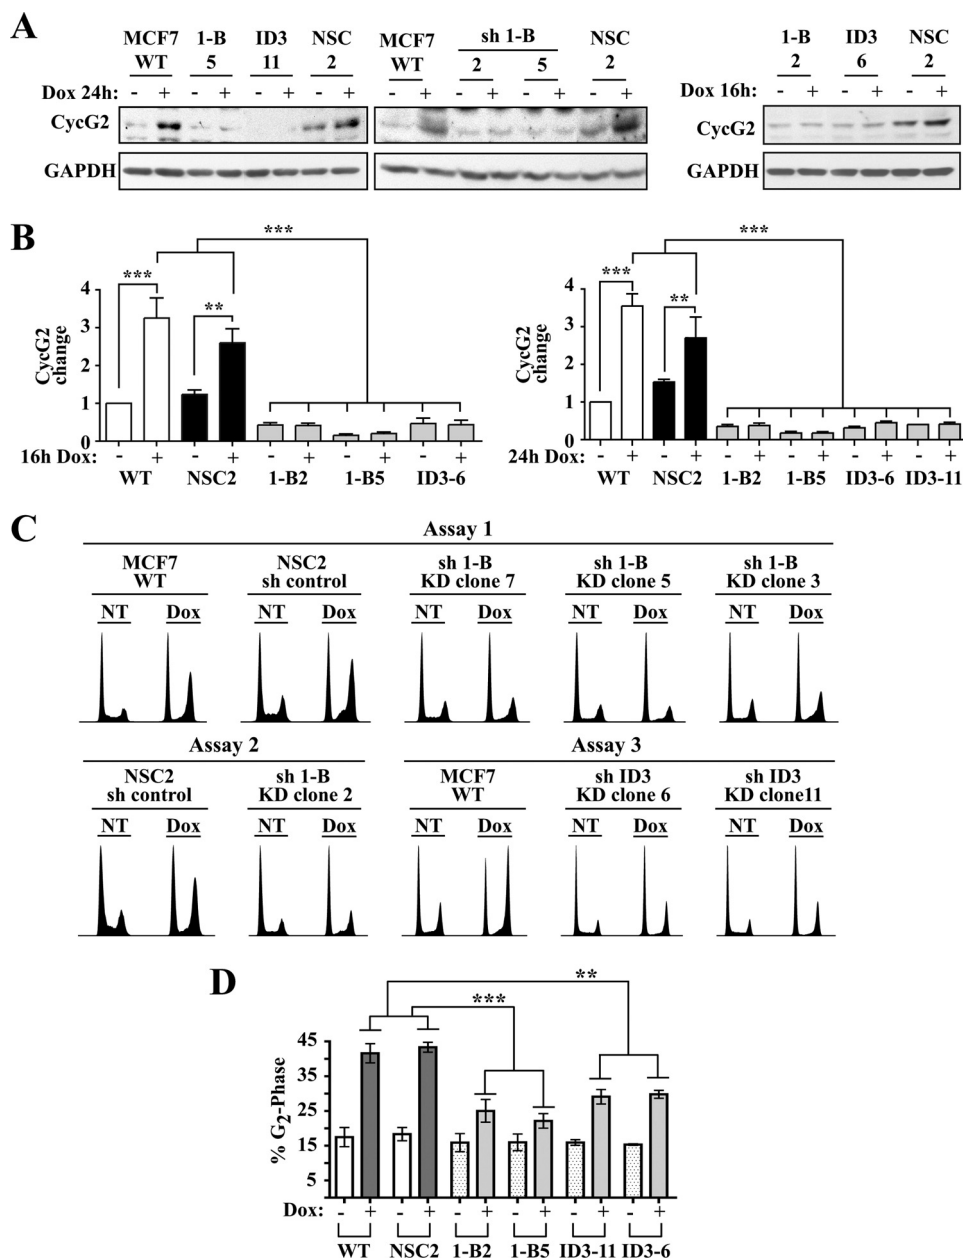 A
MCF7 1-B ID3 NSC
WT 5 11 2
Dox 24h: - + - + - + - +
CycG2
GAPDH
MCF7 sh 1-B NSC
WT 2 5 2
- + - + - + - +
1-B ID3 NSC
2 6 2
Dox 16h: - + - + - +
CycG2
GAPDH
B
***
***
**
CycG2
change
4
3
2
1
0
16h Dox: - + - + - + - + - +
WT NSC2 1-B2 1-B5 ID3-6
***
***
**
CycG2
change
4
3
2
1
0
24h Dox: - + - + - + - + - + - +
WT NSC2 1-B2 1-B5 ID3-6 ID3-11
C
Assay 1
MCF7 NSC2 sh 1-B sh 1-B sh 1-B
WT sh control KD clone 7 KD clone 5 KD clone 3
NT Dox NT Dox NT Dox NT Dox NT Dox
Assay 2 Assay 3
NSC2 sh 1-B MCF7 sh ID3 sh ID3
sh control KD clone 2 WT KD clone 6 KD clone11
NT Dox NT Dox NT Dox NT Dox NT Dox
D
**
***
% G₂-Phase
45
35
25
15
5
Dox: - + - + - + - + - + - +
WT NSC2 1-B2 1-B5 ID3-11 ID3-6